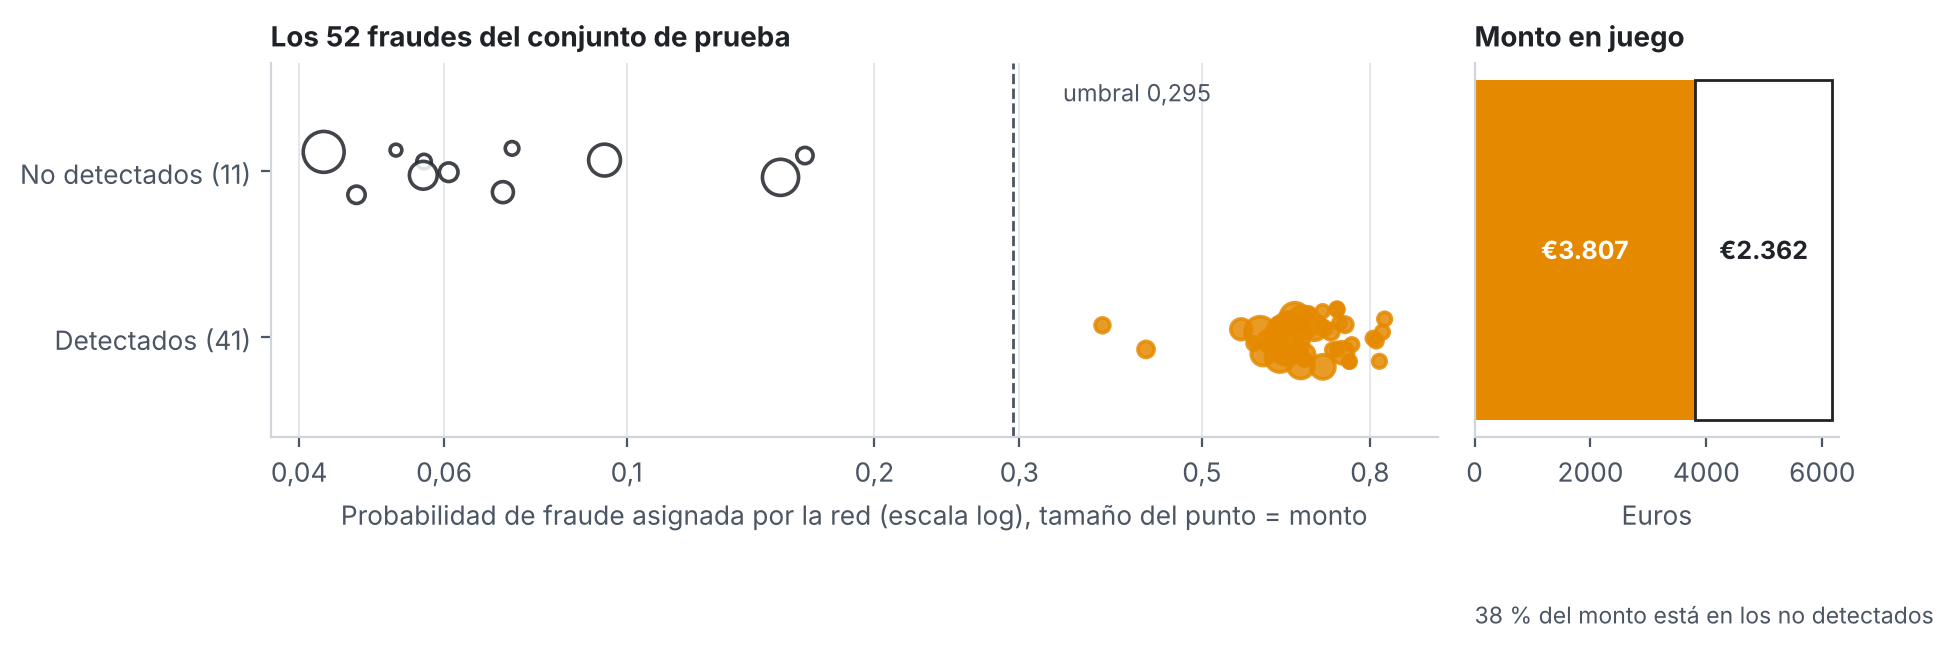 Los 52 fraudes del conjunto de prueba
umbral 0,295
No detectados (11)
Detectados (41)
0,04 0,06 0,1 0,2 0,3 0,5 0,8
Probabilidad de fraude asignada por la red (escala log), tamaño del punto = monto
Monto en juego
€3.807 €2.362
0 2000 4000 6000
Euros
38 % del monto está en los no detectados